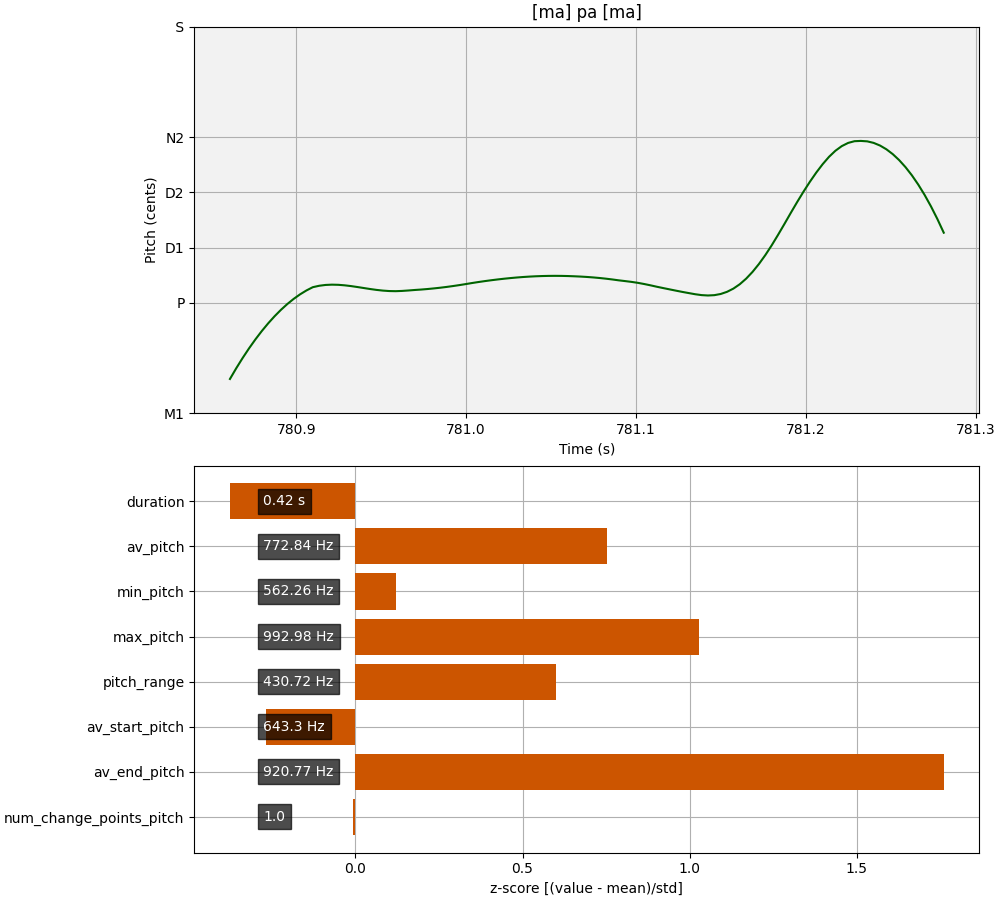 [ma] pa [ma]
S
N2
D2
D1
P
M1
Pitch (cents)
780.9 781.0 781.1 781.2 781.3
Time (s)
duration 0.42 s
av_pitch 772.84 Hz
min_pitch 562.26 Hz
max_pitch 992.98 Hz
pitch_range 430.72 Hz
av_start_pitch 643.3 Hz
av_end_pitch 920.77 Hz
num_change_points_pitch 1.0
0.0 0.5 1.0 1.5
z-score [(value - mean)/std]